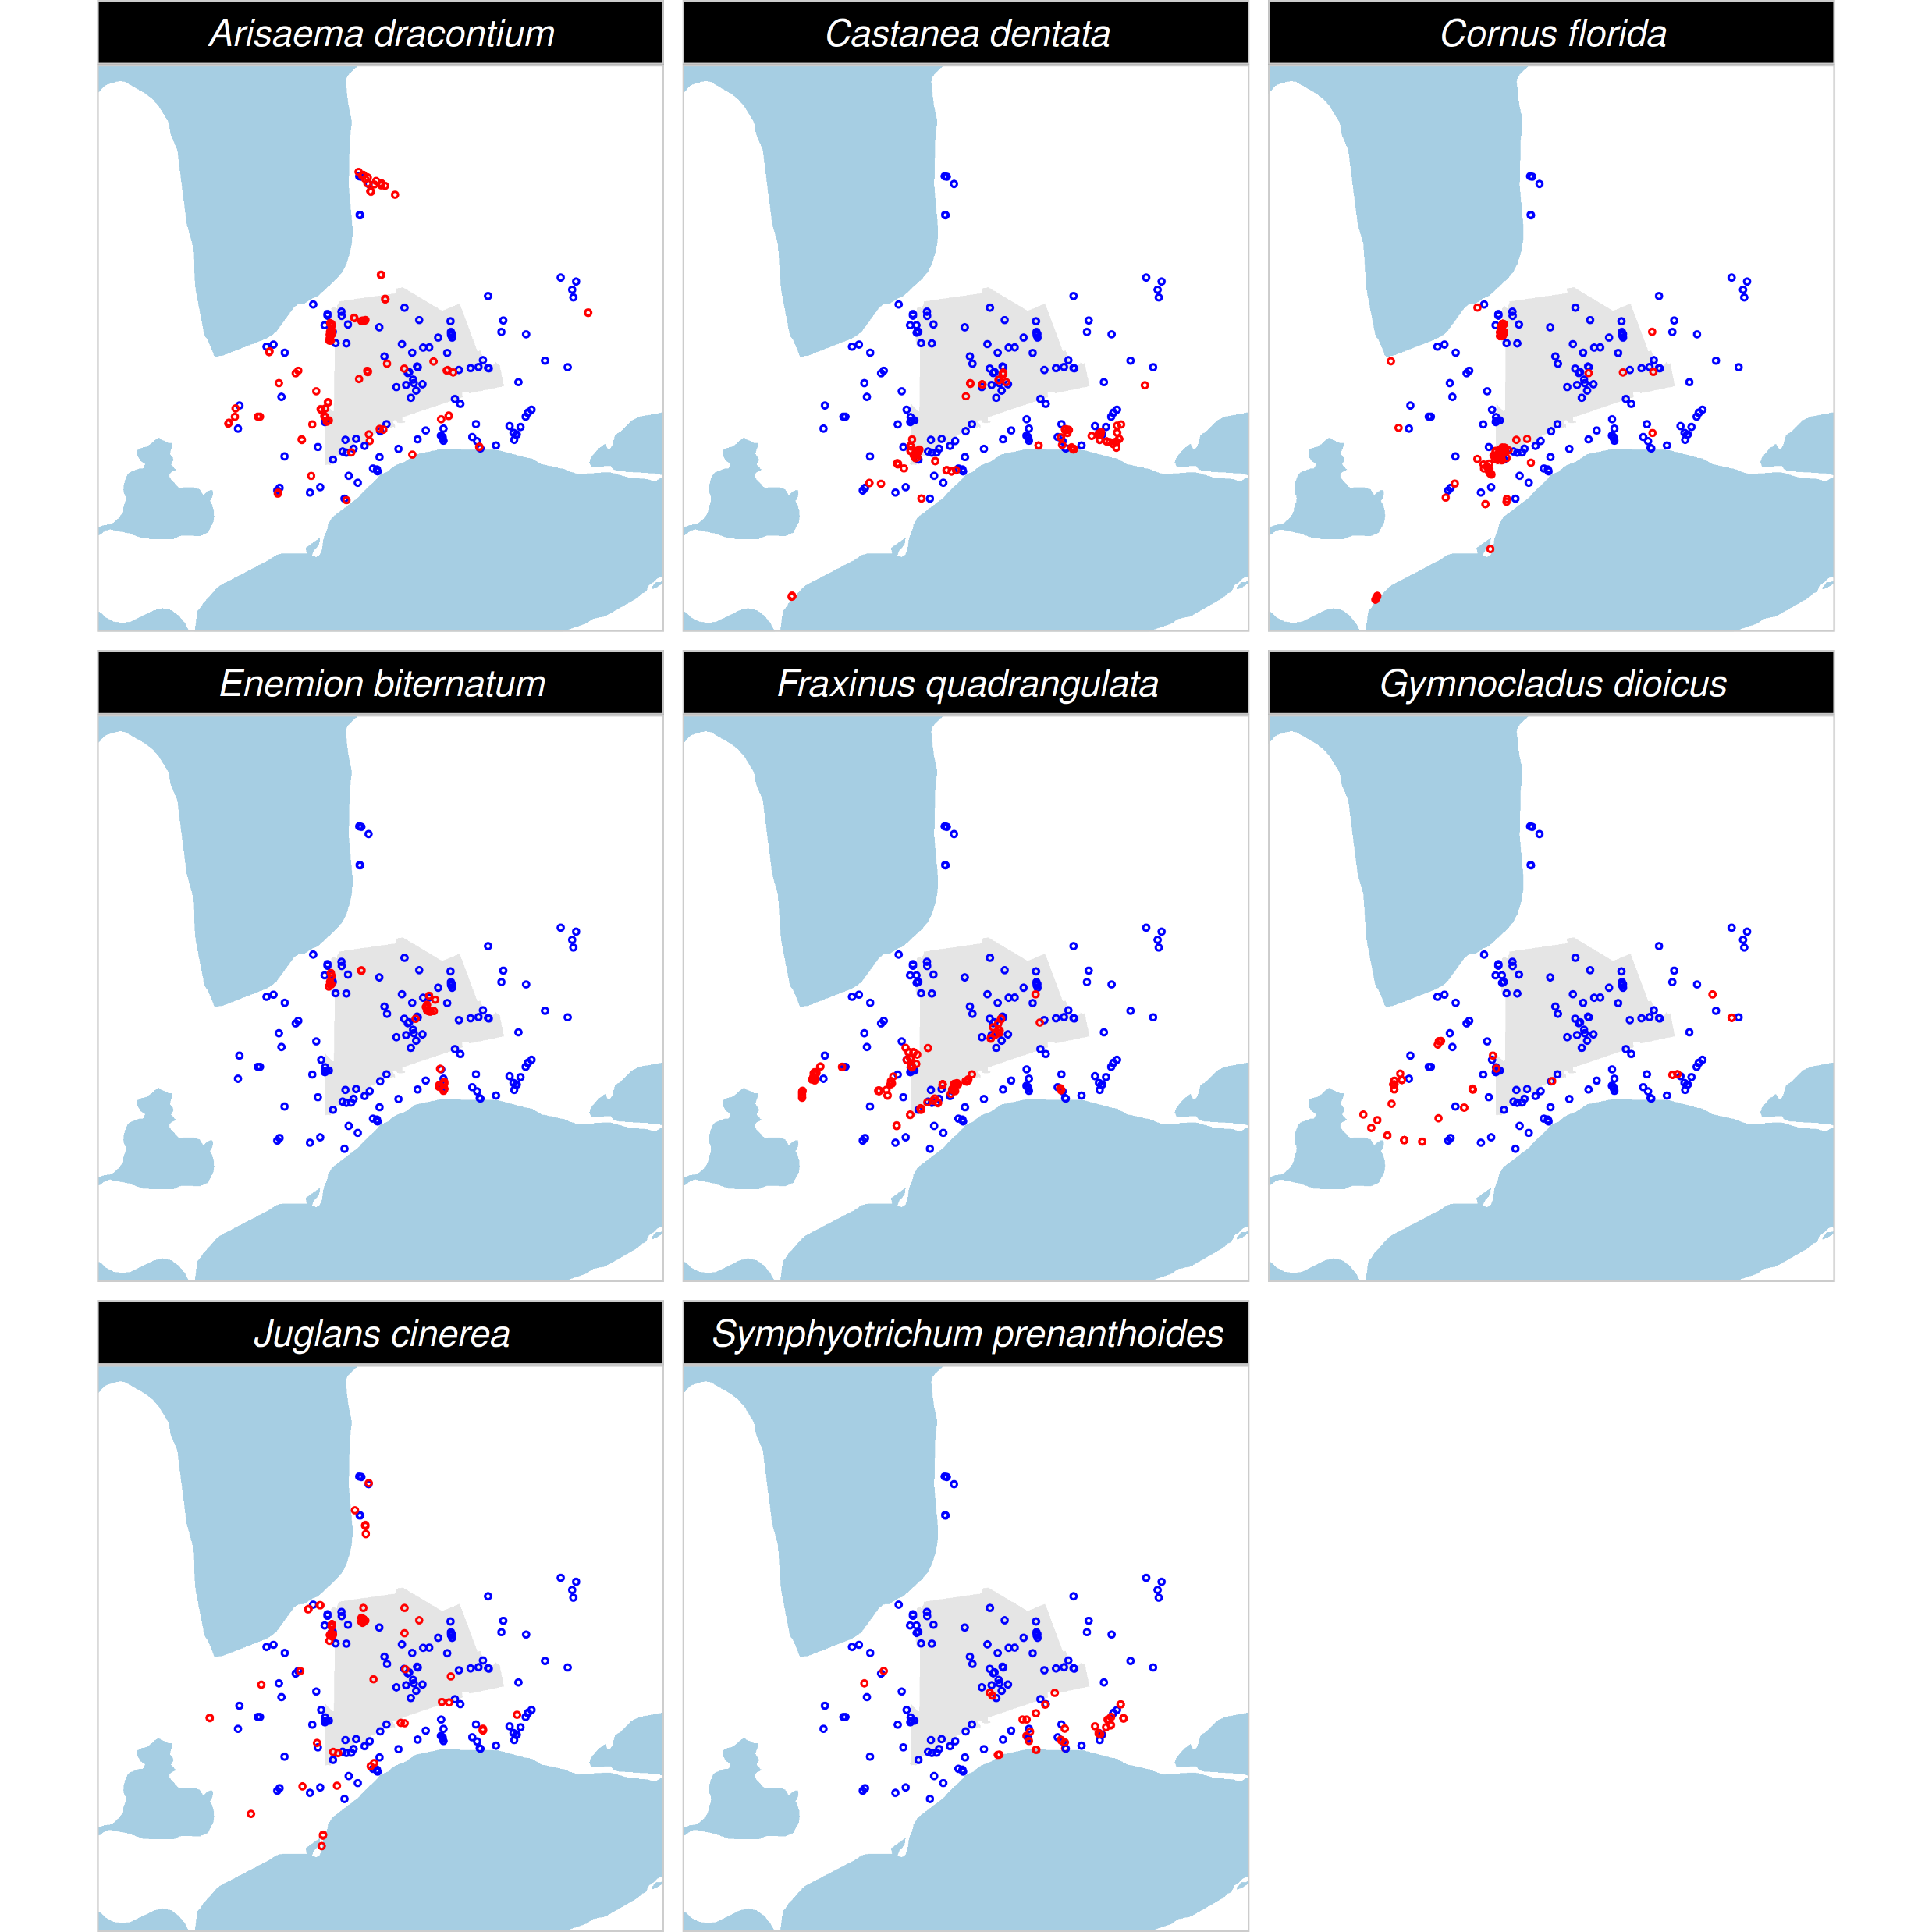 Arisaema dracontium
Castanea dentata
Cornus florida
Enemion biternatum
Fraxinus quadrangulata
Gymnocladus dioicus
Juglans cinerea
Symphyotrichum prenanthoides